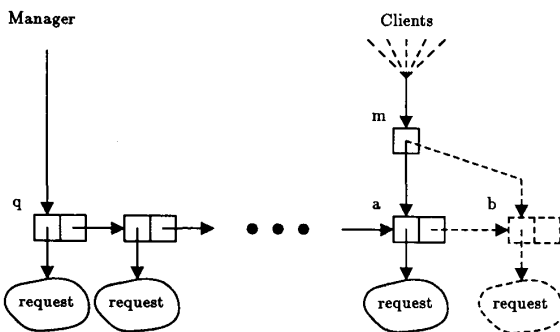 Manager
Clients
m
q
a
b
request
request
request
request